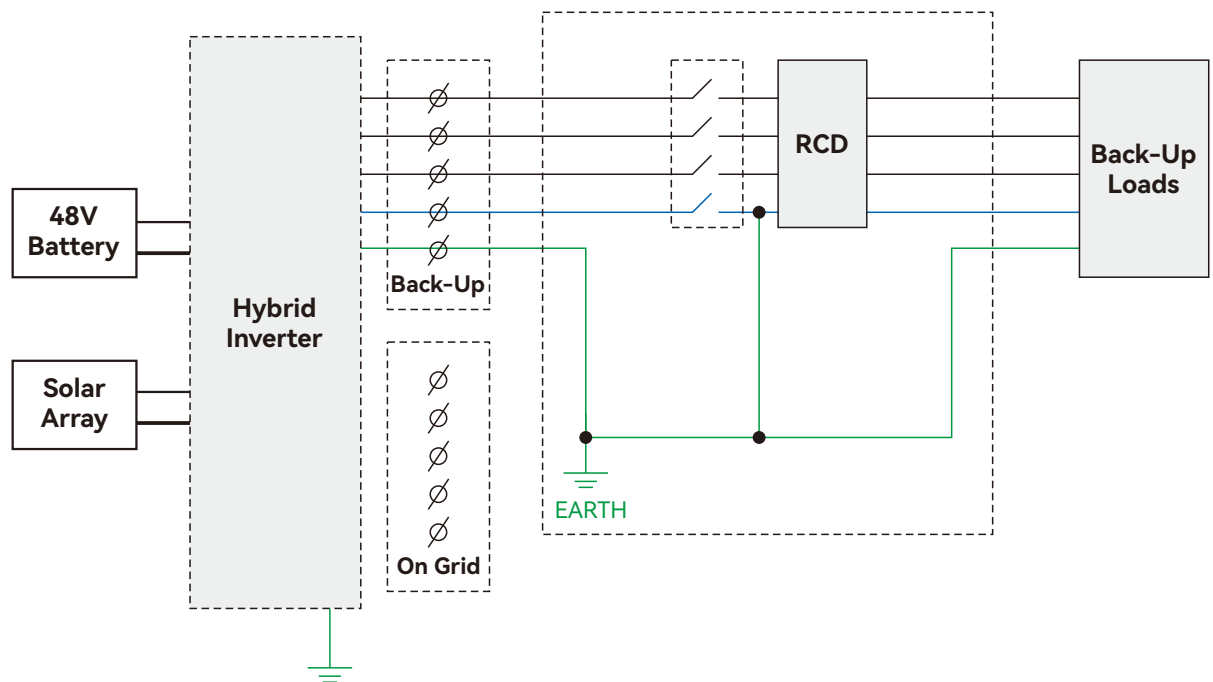 48V
Battery
Solar
Array
Hybrid
Inverter
Back-Up
On Grid
EARTH
RCD
Back-Up
Loads